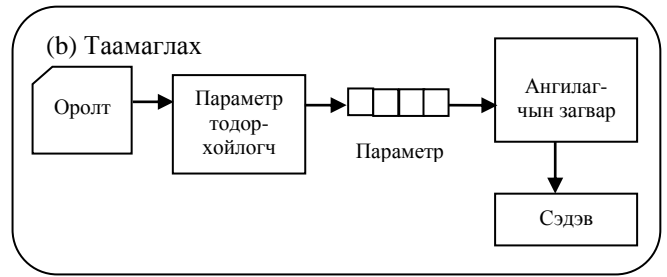 (b) Таамаглах
Оролт
Параметр
тодор-
хойлогч
Параметр
Ангилаг-
чын загвар
Сэдэв